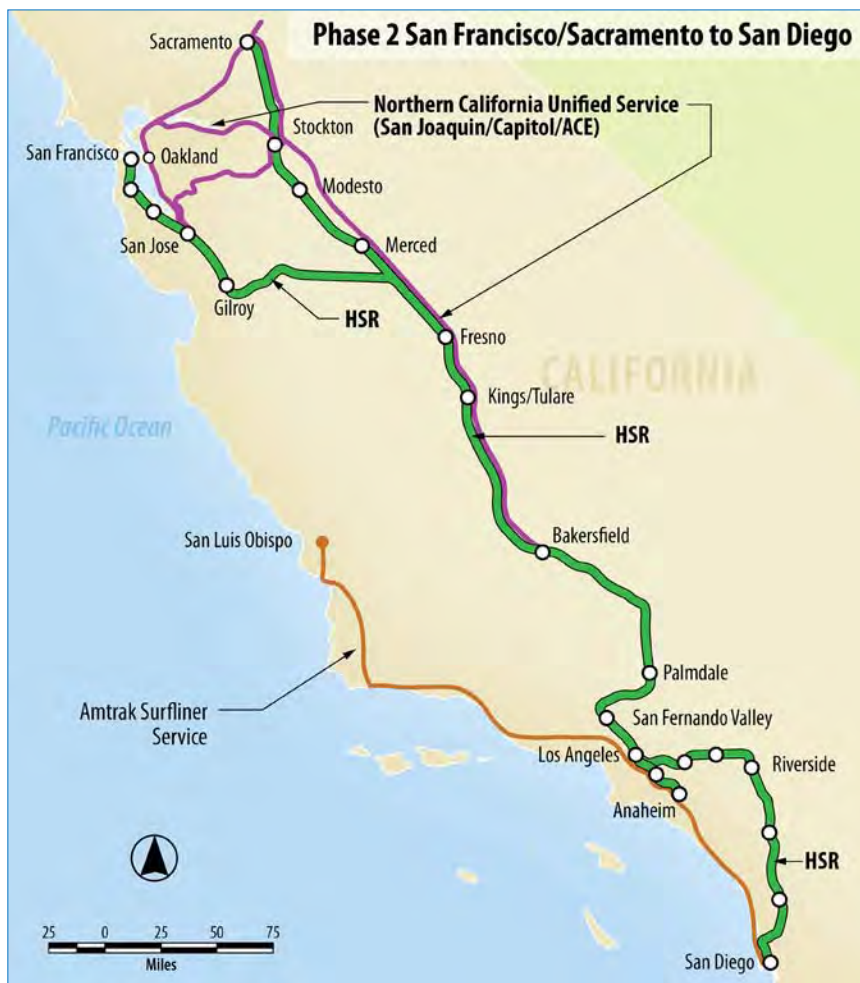 Phase 2 San Francisco/Sacramento to San Diego
Sacramento
Northern California Unified Service
(San Joaquin/Capitol/ACE)
Stockton
San Francisco
Oakland
Modesto
San Jose
Merced
Gilroy
HSR
Fresno
CALIFORNIA
Kings/Tulare
Pacific Ocean
HSR
San Luis Obispo
Bakersfield
Palmdale
Amtrak Surfliner
Service
San Fernando Valley
Los Angeles
Riverside
Anaheim
HSR
25 0 25 50 75
Miles
San Diego